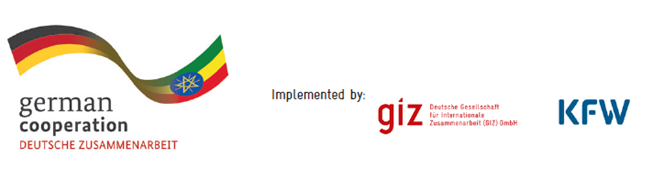 german
cooperation
DEUTSCHE ZUSAMMENARBEIT
Implemented by:
giz
Deutsche Gesellschaft
für Internationale
Zusammenarbeit (GIZ) GmbH
KFW